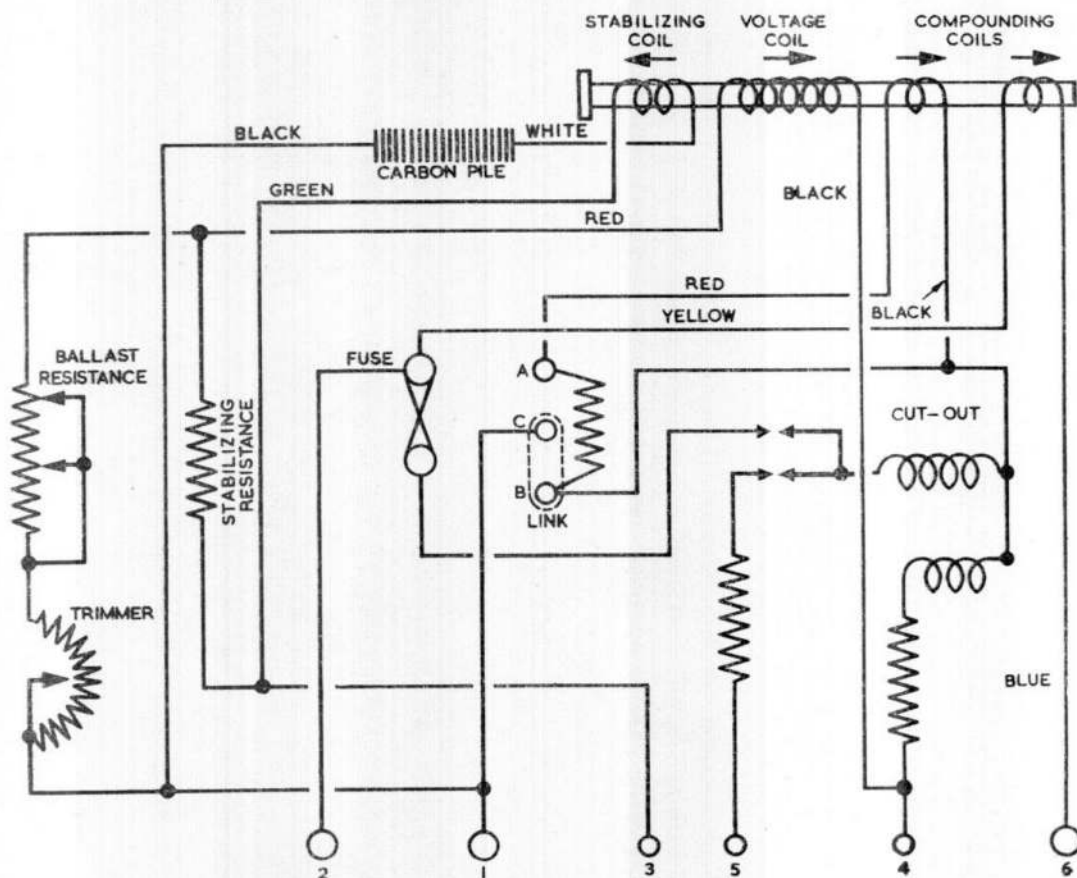 STABILIZING
COIL
VOLTAGE
COIL
COMPOUNDING
COILS
BLACK
WHITE
CARBON PILE
GREEN
BLACK
RED
RED
BLACK
YELLOW
FUSE
A
BALLAST
RESISTANCE
C
CUT-OUT
STABILIZING
RESISTANCE
B
LINK
TRIMMER
BLUE
2
1
3
5
4
6